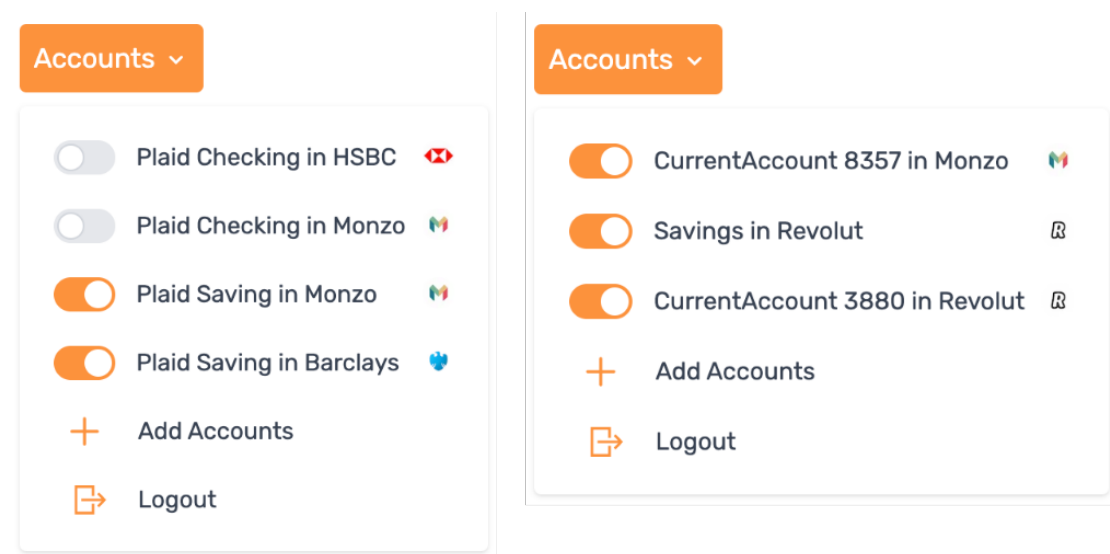 Accounts
Plaid Checking in HSBC
Plaid Checking in Monzo
Plaid Saving in Monzo
Plaid Saving in Barclays
Add Accounts
Logout
Accounts
CurrentAccount 8357 in Monzo
Savings in Revolut
CurrentAccount 3880 in Revolut
Add Accounts
Logout